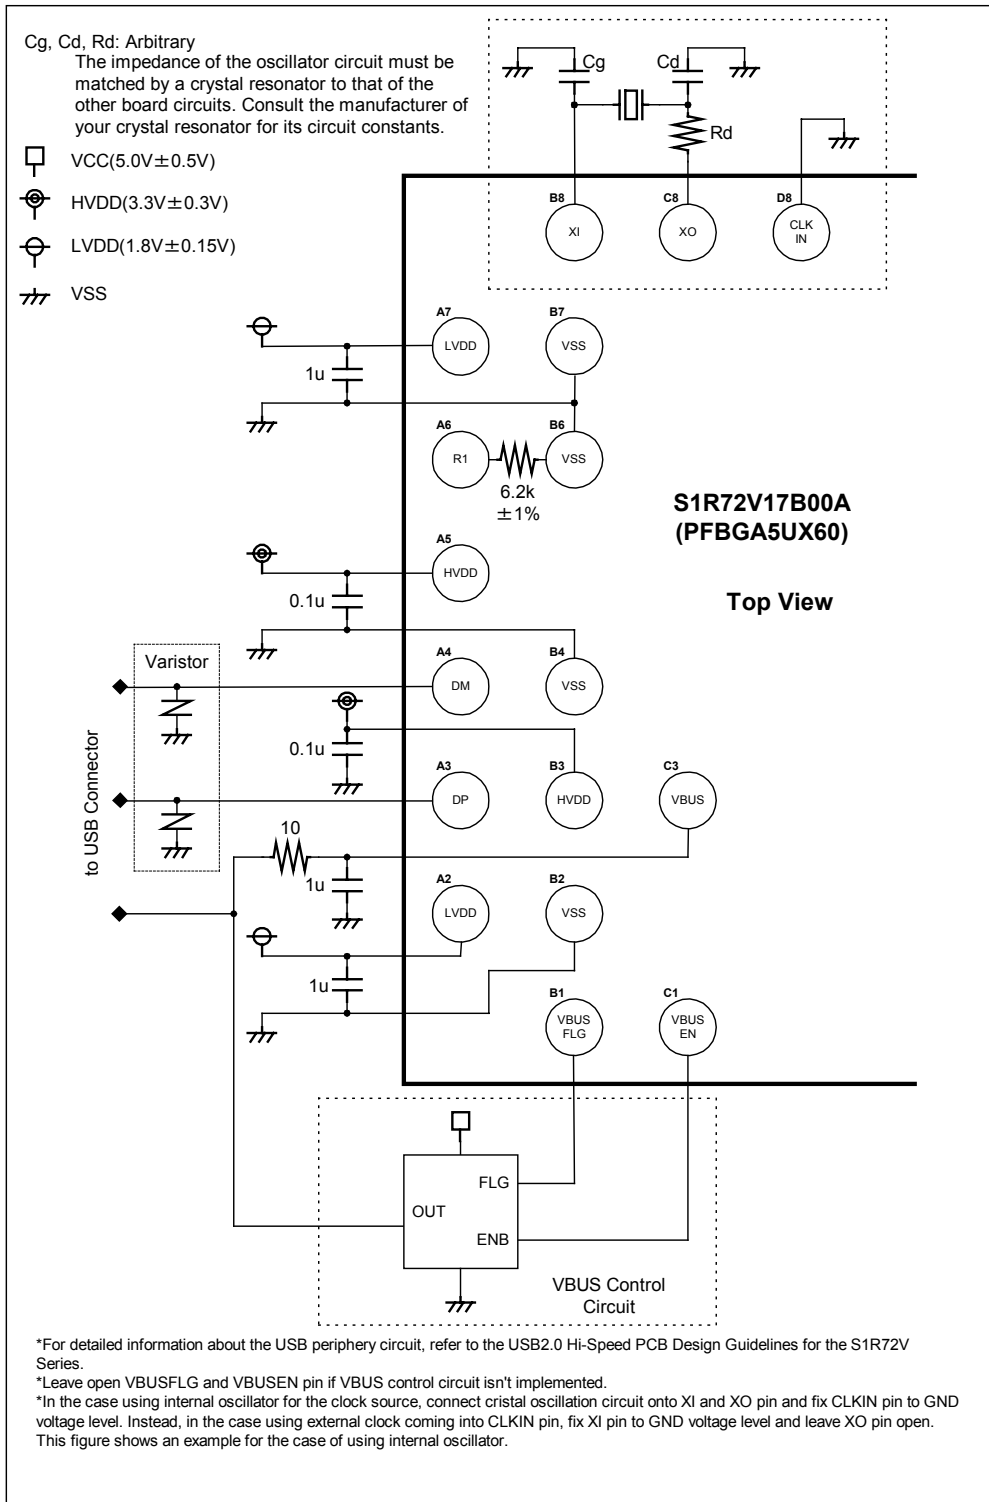 Cg, Cd, Rd: Arbitrary
The impedance of the oscillator circuit must be
matched by a crystal resonator to that of the
other board circuits. Consult the manufacturer of
your crystal resonator for its circuit constants.
VCC(5.0V±0.5V)
HVDD(3.3V±0.3V)
LVDD(1.8V±0.15V)
VSS
Cg
Cd
Rd
B8
C8
D8
XI
XO
CLK
IN
A7
B7
LVDD
VSS
1u
A6
B6
R1
VSS
6.2k
±1%
S1R72V17B00A
(PFBGA5UX60)
Top View
A5
HVDD
0.1u
Varistor
A4
B4
DM
VSS
0.1u
to USB Connector
A3
B3
C3
DP
HVDD
VBUS
10
1u
A2
B2
LVDD
VSS
1u
B1
C1
VBUS
FLG
VBUS
EN
FLG
OUT
ENB
VBUS Control
Circuit
*For detailed information about the USB periphery circuit, refer to the USB2.0 Hi-Speed PCB Design Guidelines for the S1R72V
Series.
*Leave open VBUSFLG and VBUSEN pin if VBUS control circuit isn't implemented.
*In the case using internal oscillator for the clock source, connect cristal oscillation circuit onto XI and XO pin and fix CLKIN pin to GND
voltage level. Instead, in the case using external clock coming into CLKIN pin, fix XI pin to GND voltage level and leave XO pin open.
This figure shows an example for the case of using internal oscillator.